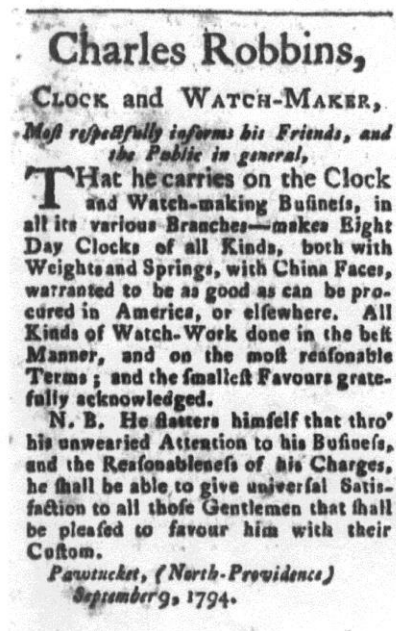 Charles Robbins,
CLOCK and WATCH-MAKER,
Moſt reſpectfully informs his Friends, and
the Public in general,
THat he carries on the Clock
and Watch-making Buſineſs, in
all its various Branches—makes Eight
Day Clocks of all Kinds, both with
Weights and Springs, with China Faces,
warranted to be as good as can be pro-
cured in America, or elſewhere. All
Kinds of Watch-Work done in the beſt
Manner, and on the moſt reaſonable
Terms; and the ſmalleſt Favours grate-
fully acknowledged.
N. B. He flatters himſelf that thro'
his unwearied Attention to his Buſineſs,
and the Reaſonableneſs of his Charges,
he ſhall be able to give univerſal Satiſ-
faction to all thoſe Gentlemen that ſhall
be pleaſed to favour him with their
Cuſtom.
Pawtucket, (North-Providence)
September 9, 1794.